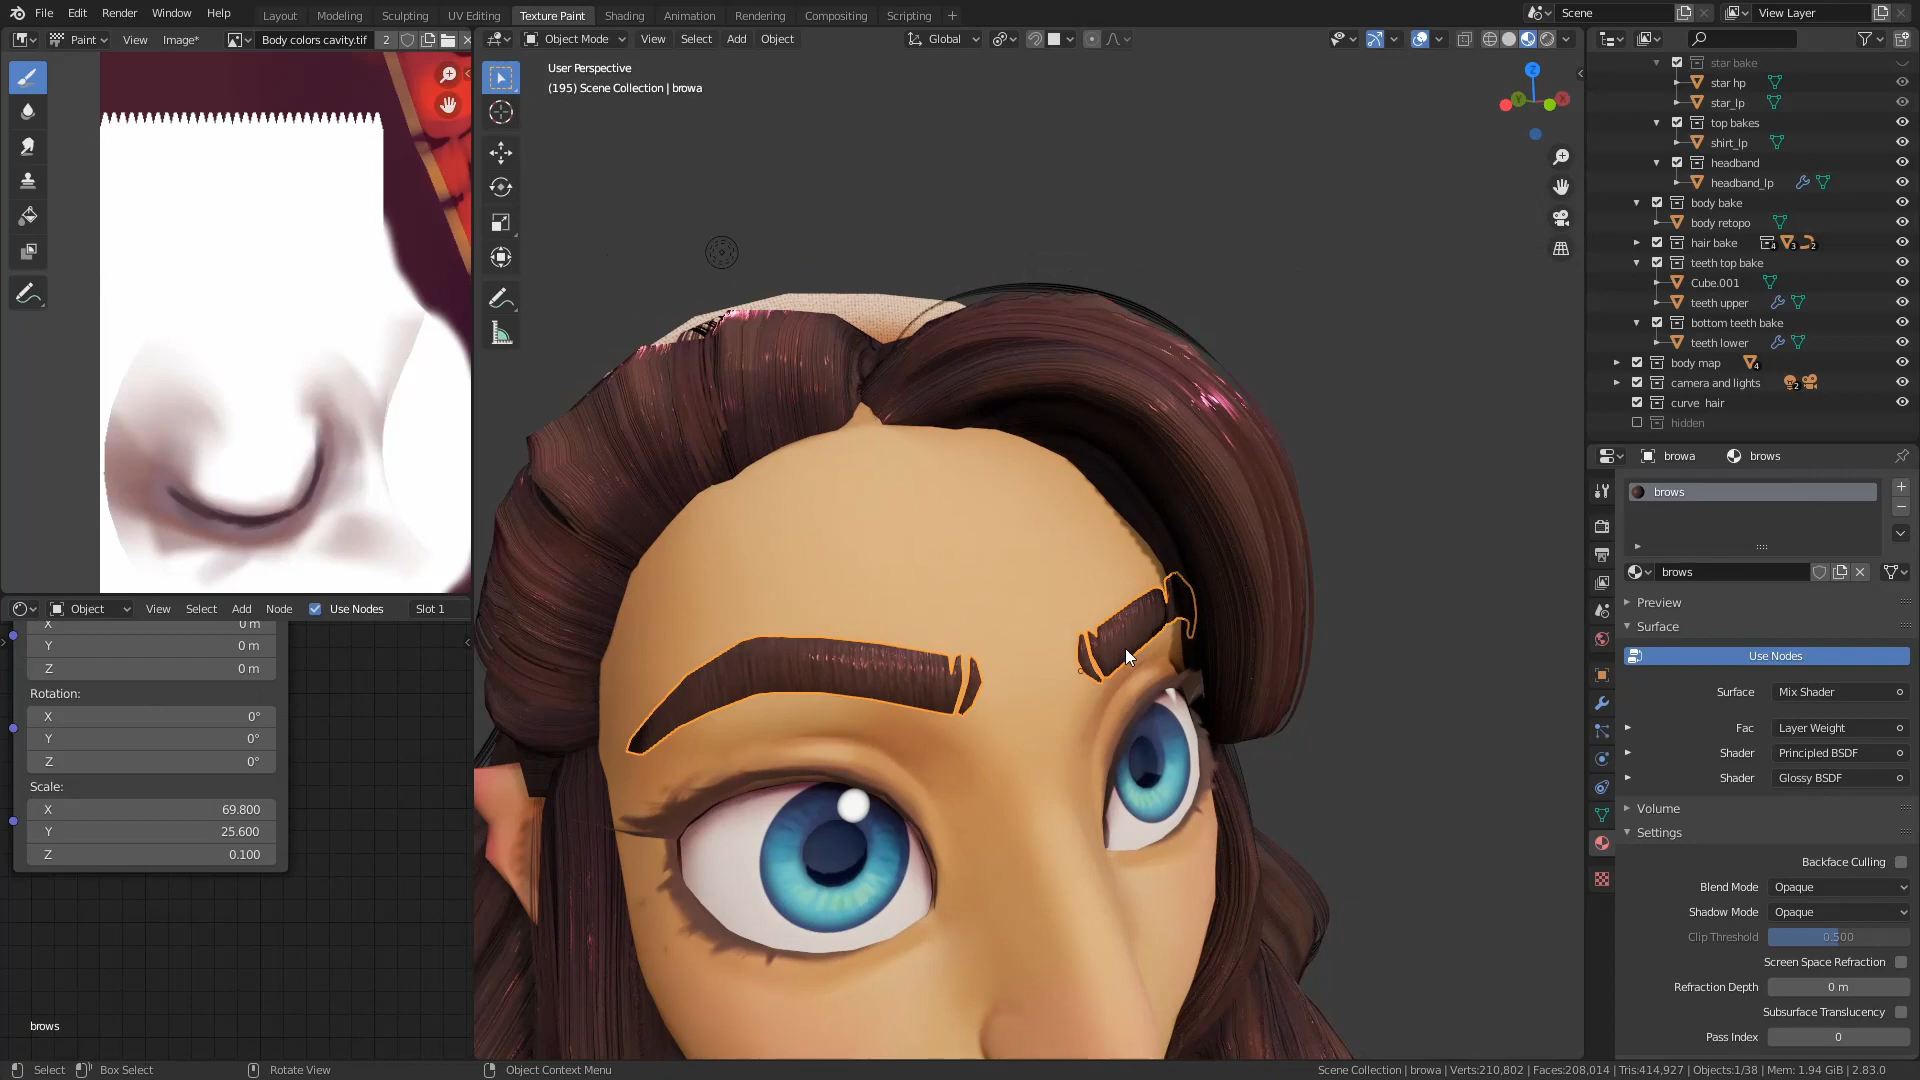 File Edit Render Window Help Layout Modeling Sculpting UV Editing Texture Paint Shading Animation Rendering Compositing Scripting + Scene View Layer
Paint View Image* Body colors cavity.tif 2 Object Mode View Select Add Object Global
User Perspective
(195) Scene Collection | browa
star bake
star hp
star_lp
top bakes
shirt_lp
headband
headband_lp
body bake
body retopo
hair bake 4 3 2
teeth top bake
Cube.001
teeth upper
bottom teeth bake
teeth lower
body map 4
camera and lights 2
curve hair
hidden
browa brows
brows
brows
Preview
Surface
Use Nodes
Surface Mix Shader
Fac Layer Weight
Shader Principled BSDF
Shader Glossy BSDF
Volume
Settings
Backface Culling
Blend Mode Opaque
Shadow Mode Opaque
Clip Threshold 0.500
Screen Space Refraction
Refraction Depth 0 m
Subsurface Translucency
Pass Index 0
Object View Select Add Node Use Nodes Slot 1
X 0 m
Y 0 m
Z 0 m
Rotation:
X 0°
Y 0°
Z 0°
Scale:
X 69.800
Y 25.600
Z 0.100
brows
Z
Y
X
Select Box Select Rotate View Object Context Menu Scene Collection | browa | Verts:210,802 | Faces:208,014 | Tris:414,927 | Objects:1/38 | Mem: 1.94 GiB | 2.83.0